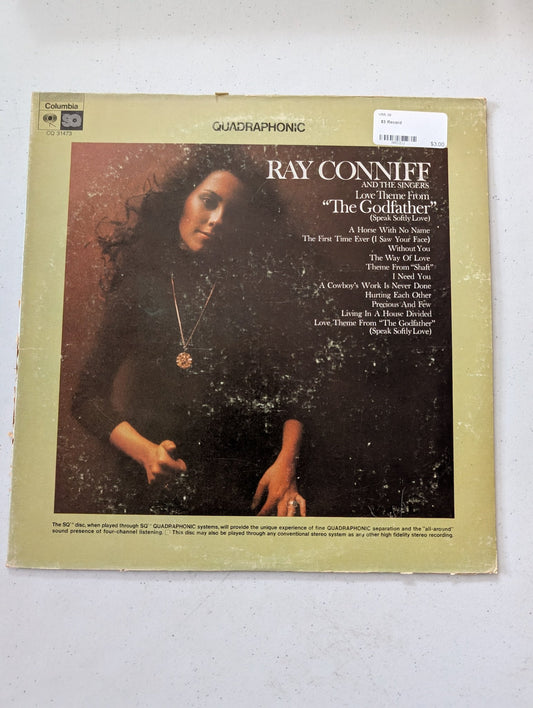 Columbia
SQ
CQ 31473
QUADRAPHONIC
$3 Record
$3.00
RAY CONNIFF
AND THE SINGERS
Love Theme From
“The Godfather”
(Speak Softly Love)
A Horse With No Name
The First Time Ever (I Saw Your Face)
Without You
The Way Of Love
Theme From “Shaft”
I Need You
A Cowboy's Work Is Never Done
Hurting Each Other
Precious And Few
Living In A House Divided
Love Theme From “The Godfather”
(Speak Softly Love)
The SQ™ disc, when played through SQ™ QUADRAPHONIC systems, will provide the unique experience of fine QUADRAPHONIC separation and the “all-around”
sound presence of four-channel listening. This disc may also be played through any conventional stereo system as any other high fidelity stereo recording.